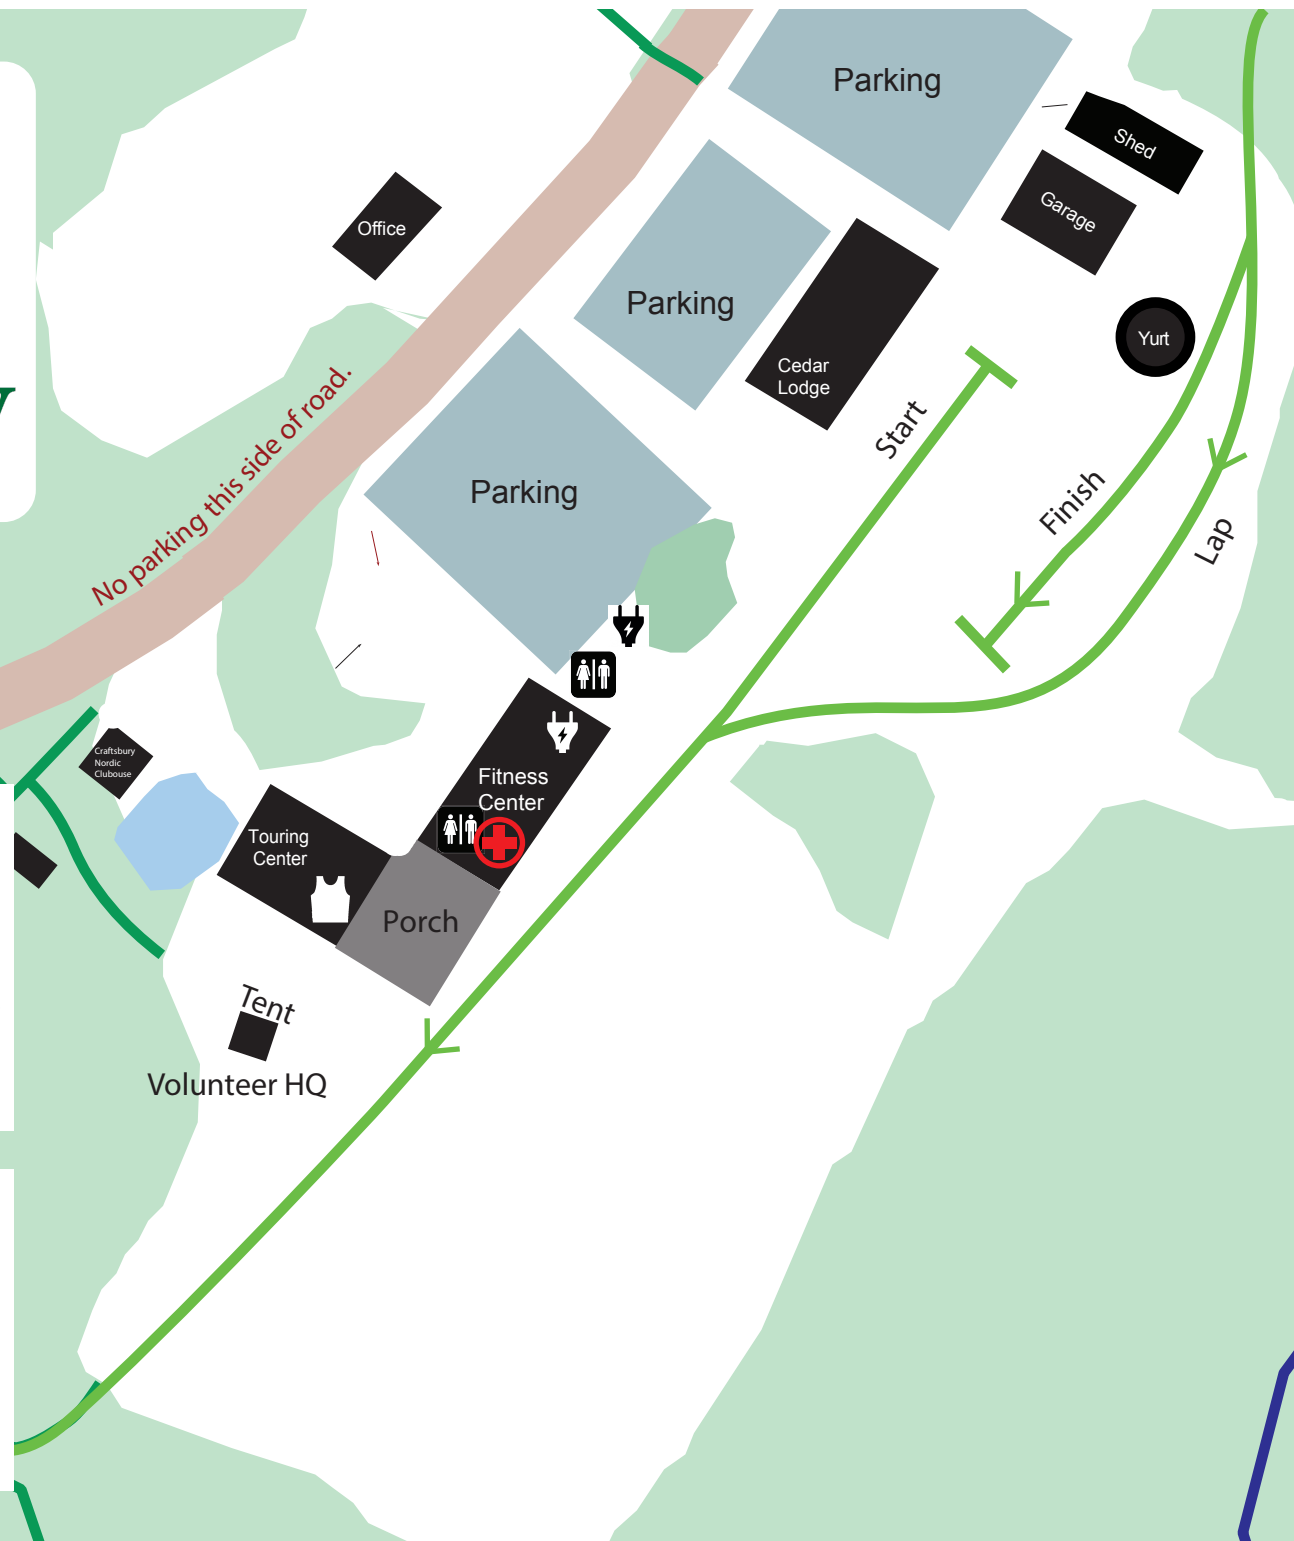 Parking
Shed
Garage
Office
Parking
Yurt
Cedar
Lodge
No parking this side of road.
Start
Parking
Finish
Lap
Craftsbury
Nordic
Clubouse
Fitness
Center
Touring
Center
Porch
Tent
Volunteer HQ